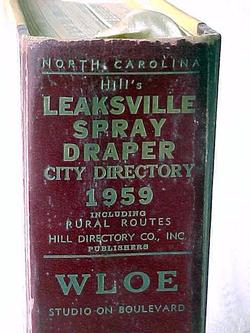 NORTH CAROLINA
Hill's
LEAKSVILLE
SPRAY
DRAPER
CITY DIRECTORY
1959
INCLUDING
RURAL ROUTES
HILL DIRECTORY CO., INC
PUBLISHERS
WLOE
STUDIO ON BOULEVARD